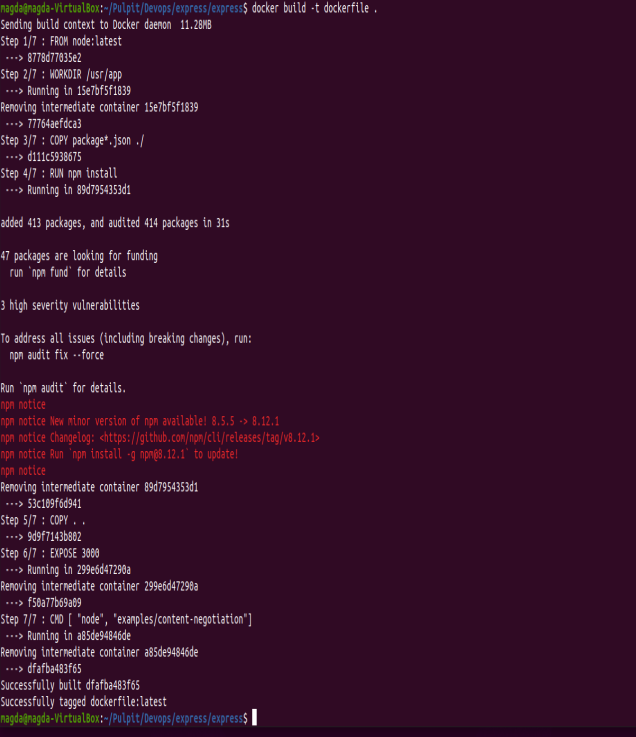 magda@magda-VirtualBox:~/Pulpit/Devops/express/express$ docker build -t dockerfile .
Sending build context to Docker daemon  11.28MB
Step 1/7 : FROM node:latest
 ---> 8778d77035e2
Step 2/7 : WORKDIR /usr/app
 ---> Running in 15e7bf5f1839
Removing intermediate container 15e7bf5f1839
 ---> 77764aefdca3
Step 3/7 : COPY package*.json ./
 ---> d111c5938675
Step 4/7 : RUN npm install
 ---> Running in 89d7954353d1

added 413 packages, and audited 414 packages in 31s

47 packages are looking for funding
  run `npm fund` for details

3 high severity vulnerabilities

To address all issues (including breaking changes), run:
  npm audit fix --force

Run `npm audit` for details.
npm notice
npm notice New minor version of npm available! 8.5.5 -> 8.12.1
npm notice Changelog: <https://github.com/npm/cli/releases/tag/v8.12.1>
npm notice Run `npm install -g npm@8.12.1` to update!
npm notice
Removing intermediate container 89d7954353d1
 ---> 53c109f6d941
Step 5/7 : COPY . .
 ---> 9d9f7143b802
Step 6/7 : EXPOSE 3000
 ---> Running in 299e6d47290a
Removing intermediate container 299e6d47290a
 ---> f50a77b69a09
Step 7/7 : CMD [ "node", "examples/content-negotiation"]
 ---> Running in a85de94846de
Removing intermediate container a85de94846de
 ---> dfafba483f65
Successfully built dfafba483f65
Successfully tagged dockerfile:latest
magda@magda-VirtualBox:~/Pulpit/Devops/express/express$